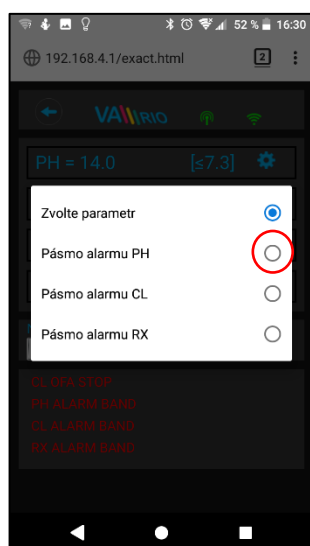 52 % 16:30
192.168.4.1/exact.html 2
VA RIO
PH = 14.0 [≤7.3]
Zvolte parametr
Pásmo alarmu PH
Pásmo alarmu CL
Pásmo alarmu RX
CL OFA STOP
PH ALARM BAND
CL ALARM BAND
RX ALARM BAND